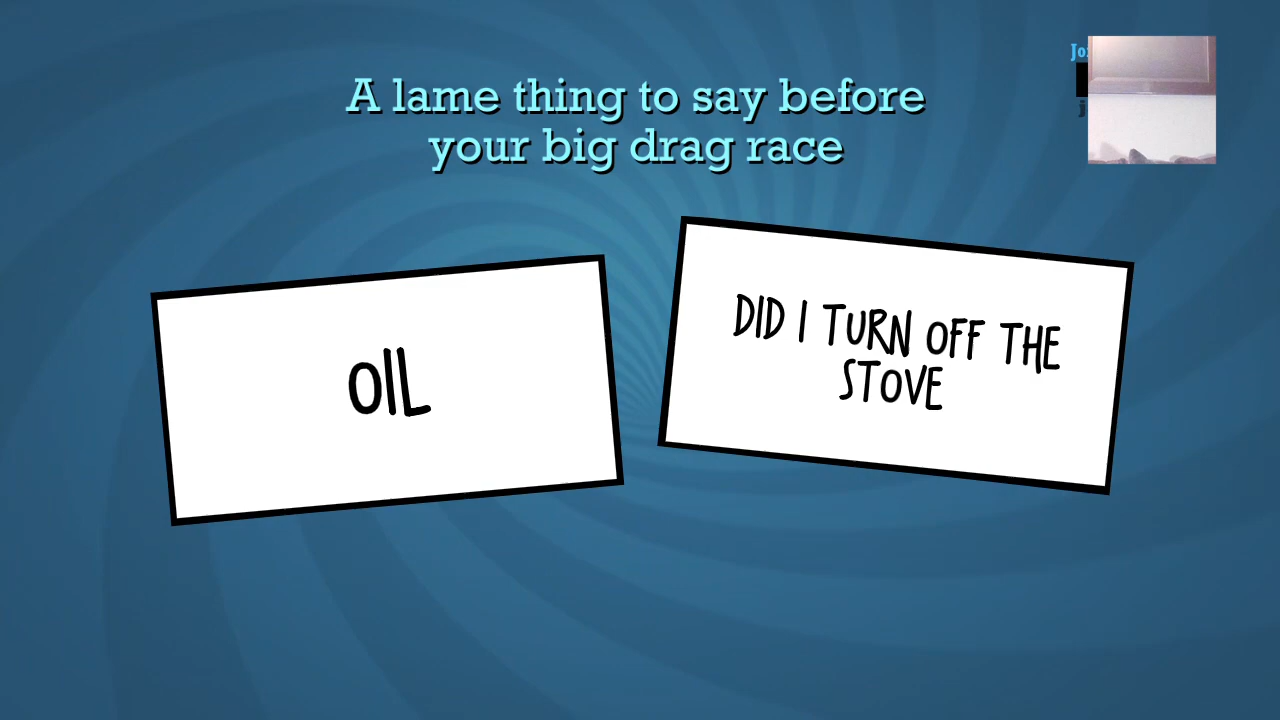 A lame thing to say before
your big drag race
OIL
DID I TURN OFF THE
STOVE